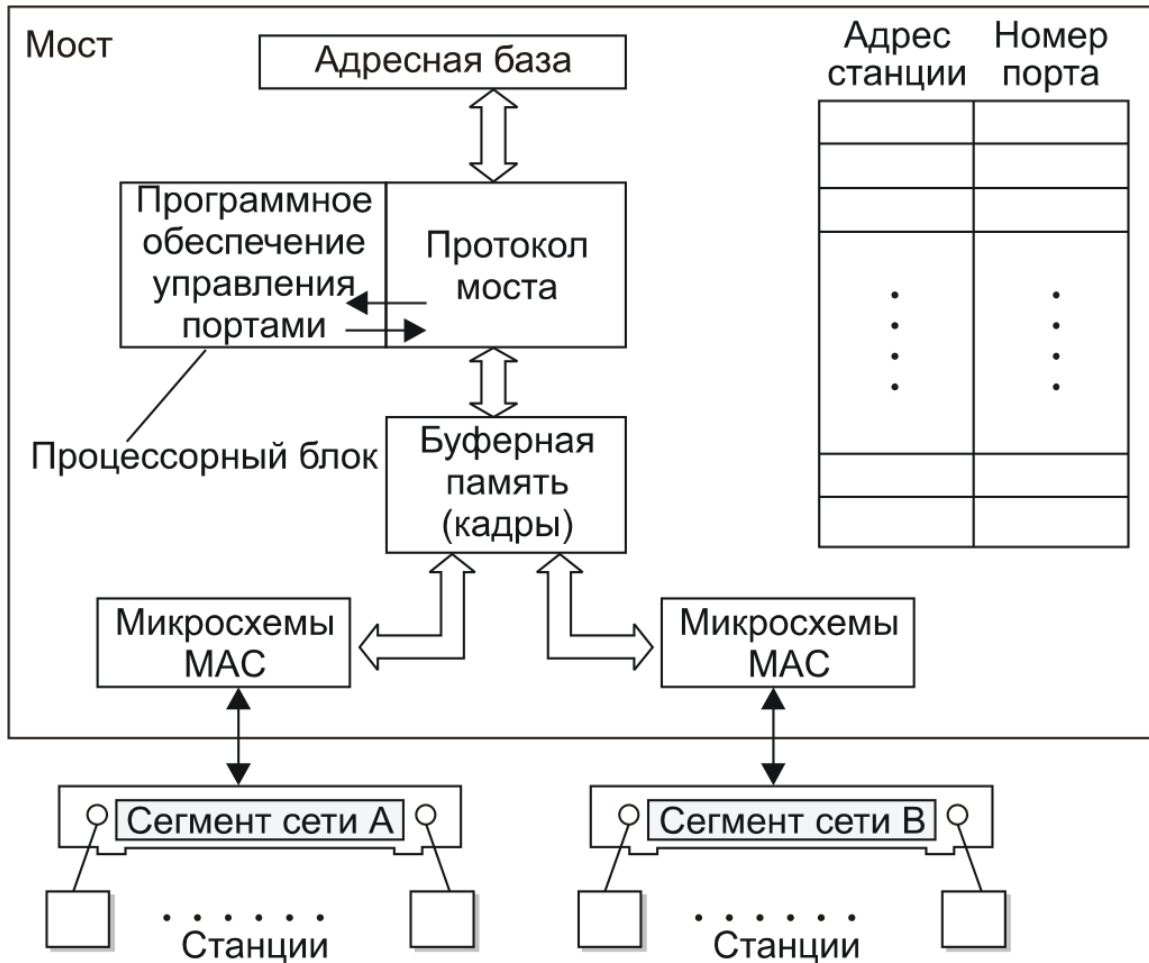 Мост
Адресная база
Адрес станции
Номер порта
Программное
обеспечение
управления
портами
Протокол
моста
Процессорный блок
Буферная
память
(кадры)
Микросхемы
MAC
Микросхемы
MAC
Сегмент сети A
Сегмент сети B
Станции
Станции